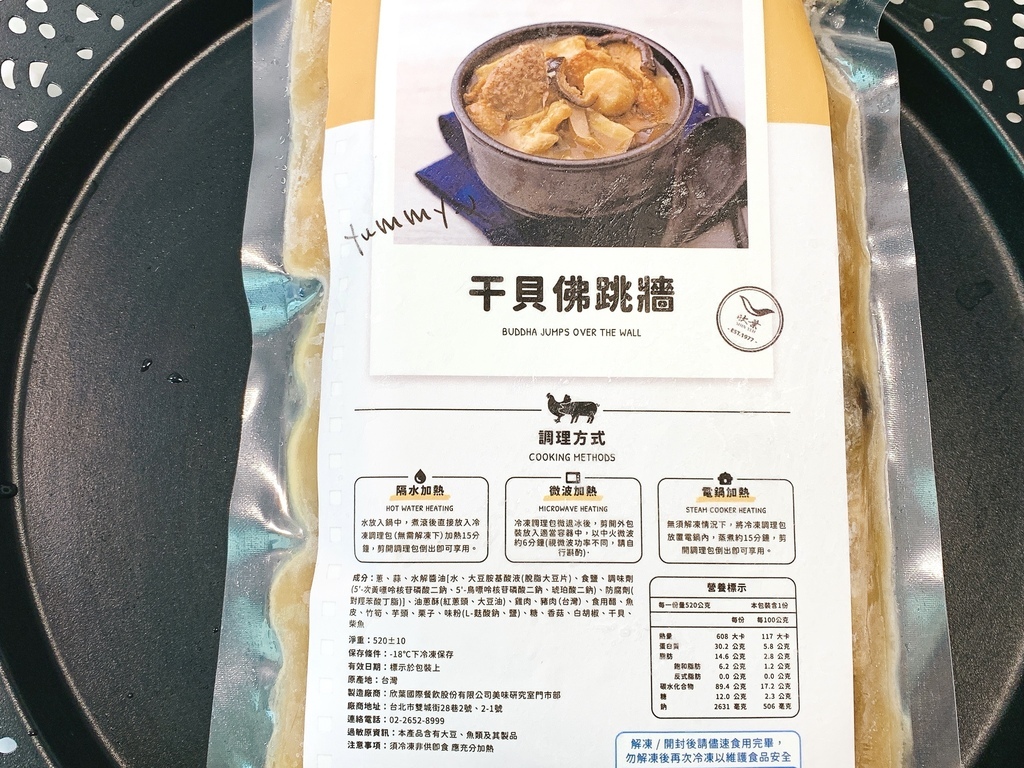 yummy!!
干貝佛跳牆
BUDDHA JUMPS OVER THE WALL
欣葉
SHIN YEH
·EST.1977·
調理方式
COOKING METHODS
隔水加熱
HOT WATER HEATING
水放入鍋中,煮滾後直接放入冷
凍調理包(無需解凍下)加熱15分
鐘,剪開調理包倒出即可享用。
微波加熱
MICROWAVE HEATING
冷凍調理包微退冰後,剪開外包
裝放入適當容器中,以中火微波
約6分鐘(視微波功率不同,請自
行斟酌)。
電鍋加熱
STEAM COOKER HEATING
無須解凍情況下,將冷凍調理包
放置電鍋內,蒸煮約15分鐘,剪
開調理包倒出即可享用。
成分:蔥、蒜、水解醬油[水、大豆胺基酸液(脫脂大豆片)、食鹽、調味劑
(5'-次黃嘌呤核苷磷酸二鈉、5'-鳥嘌呤核苷磷酸二鈉、琥珀酸二鈉)、防腐劑(
對羥苯酸丁脂)]、油蔥酥(紅蔥頭、大豆油)、雞肉、豬肉(台灣)、食用醋、魚
皮、竹筍、芋頭、栗子、味粉(L-麩酸鈉、鹽)、糖、香菇、白胡椒、干貝、
柴魚
淨重:520±10
保存條件:-18℃下冷凍保存
有效日期:標示於包裝上
原產地:台灣
製造廠商:欣葉國際餐飲股份有限公司美味研究室門市部
廠商地址:台北市雙城街28巷2號、2-1號
連絡電話:02-2652-8999
過敏原資訊:本產品含有大豆、魚類及其製品
注意事項:須冷凍非供即食 應充分加熱
營養標示
每一份量520公克 本包裝含1份
每份 每100公克
熱量 608 大卡 117 大卡
蛋白質 30.2 公克 5.8 公克
脂肪 14.6 公克 2.8 公克
飽和脂肪 6.2 公克 1.2 公克
反式脂肪 0.0 公克 0.0 公克
碳水化合物 89.4 公克 17.2 公克
糖 12.0 公克 2.3 公克
鈉 2631 毫克 506 毫克
解凍/開封後請儘速食用完畢,
勿解凍後再次冷凍以維護食品安全